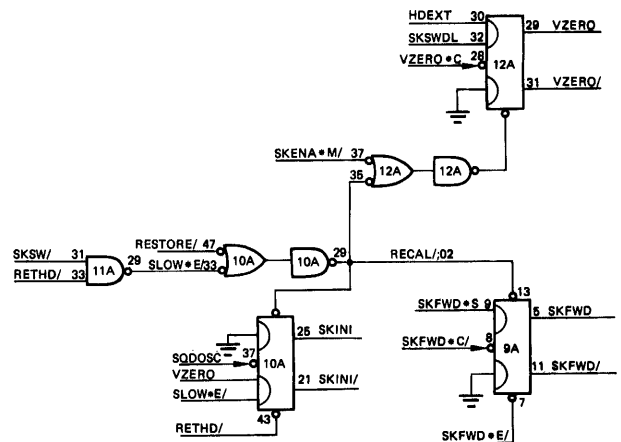 HDEXT 30
SKSWDL 32
VZERO*C 28
12A
29 VZERO
31 VZERO/
SKENA*M/ 37
35
12A
12A
SKSW/ 31
RETHD/ 33
11A
29
RESTORE/ 47
SLOW*E/ 33
10A
10A
29
RECAL/;02
13
SKFWD*S 9
SKFWD*C/ 8
9A
5 SKFWD
11 SKFWD/
7
SKFWD*E/
25 SKINI
SQDOSC 37
10A
VZERO
21 SKINI/
SLOW*E/
43
RETHD/